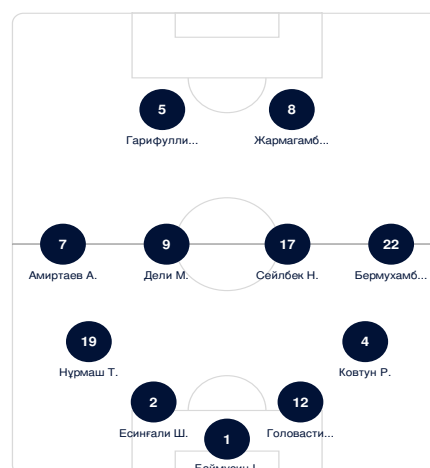 5
8
Гарифулли...
Жармагамб...
7
9
17
22
Амиртаев А.
Дели М.
Сейлбек Н.
Бермухамб...
19
4
Нұрмаш Т.
Ковтун Р.
2
12
Есинғали Ш.
Головасти...
1